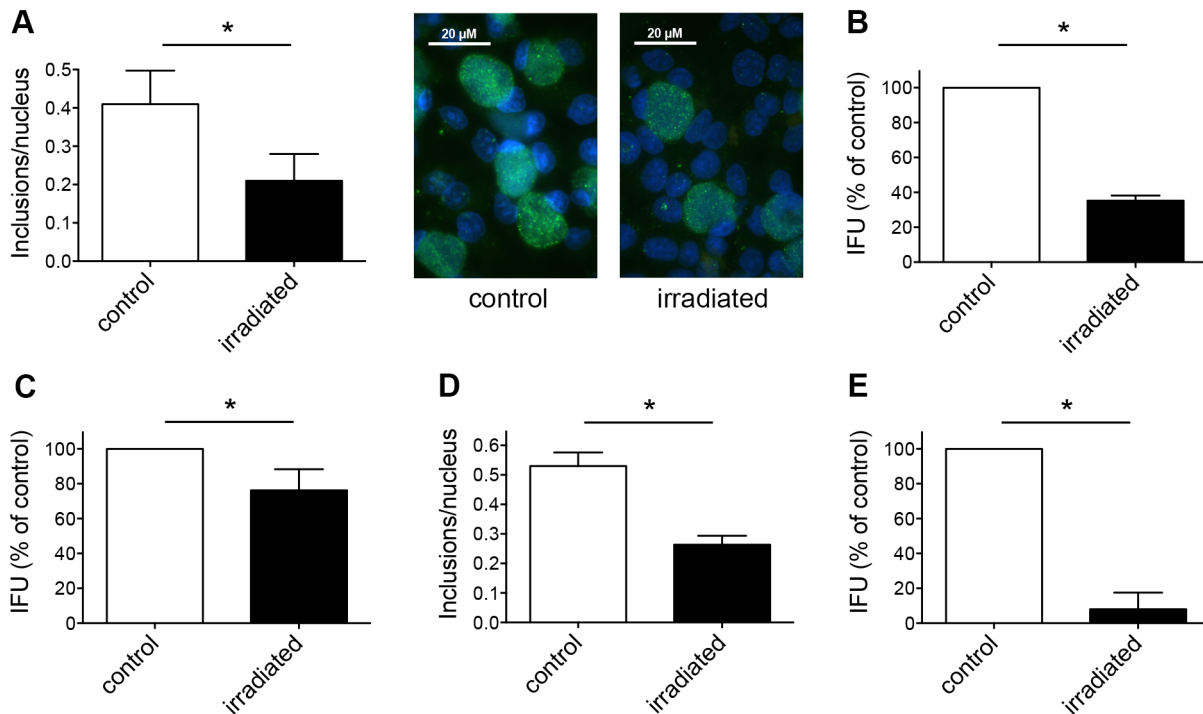 A
*
Inclusions/nucleus
0.5
0.4
0.3
0.2
0.1
0.0
control
irradiated
20 µM
20 µM
control
irradiated
B
*
IFU (% of control)
100
80
60
40
20
0
control
irradiated
C
*
IFU (% of control)
100
80
60
40
20
0
control
irradiated
D
*
Inclusions/nucleus
0.6
0.5
0.4
0.3
0.2
0.1
0.0
control
irradiated
E
*
IFU (% of control)
100
80
60
40
20
0
control
irradiated